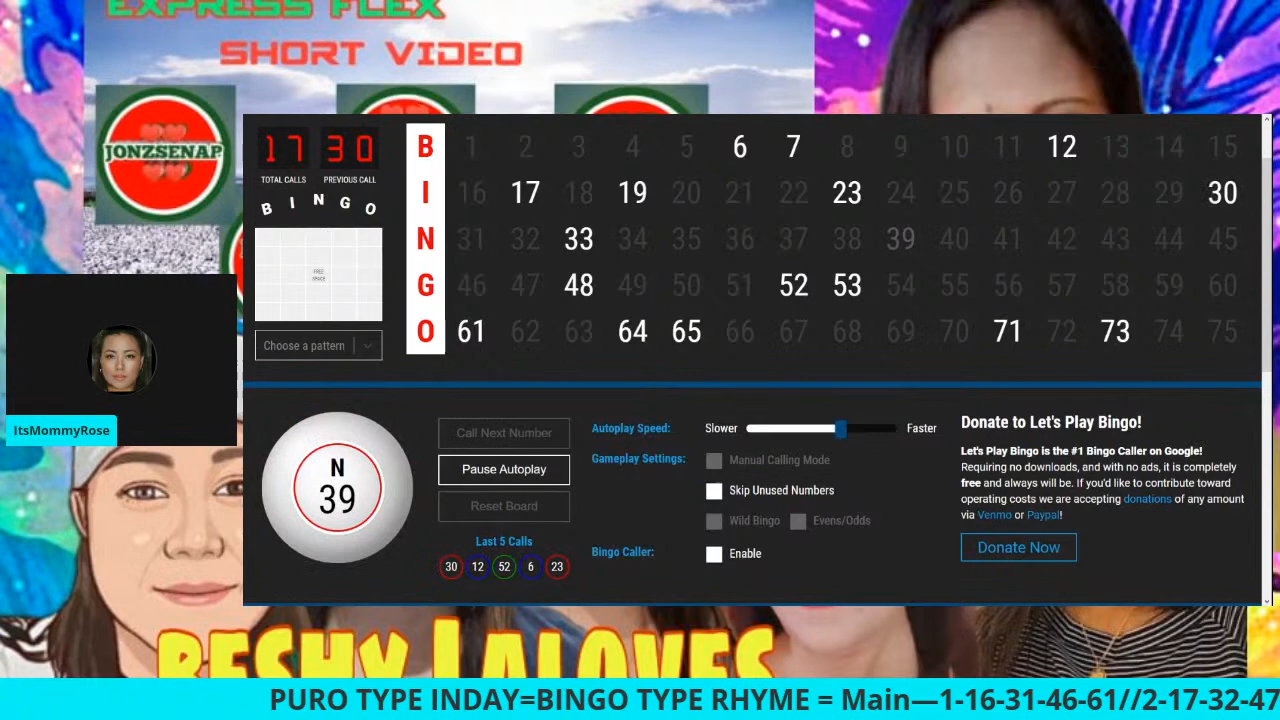 EXPRESS FLEX
SHORT VIDEO
JONZSENAP
17 30
TOTAL CALLS PREVIOUS CALL
B I N G O
FREE SPACE
Choose a pattern
B 1 2 3 4 5 6 7 8 9 10 11 12 13 14 15
I 16 17 18 19 20 21 22 23 24 25 26 27 28 29 30
N 31 32 33 34 35 36 37 38 39 40 41 42 43 44 45
G 46 47 48 49 50 51 52 53 54 55 56 57 58 59 60
O 61 62 63 64 65 66 67 68 69 70 71 72 73 74 75
ItsMommyRose
N
39
Call Next Number
Pause Autoplay
Reset Board
Last 5 Calls
30 12 52 6 23
Autoplay Speed: Slower Faster
Gameplay Settings: Manual Calling Mode
Skip Unused Numbers
Wild Bingo Evens/Odds
Bingo Caller: Enable
Donate to Let's Play Bingo!
Let's Play Bingo is the #1 Bingo Caller on Google!
Requiring no downloads, and with no ads, it is completely
free and always will be. If you'd like to contribute toward
operating costs we are accepting donations of any amount
via Venmo or Paypal!
Donate Now
BESHY LALOVES
PURO TYPE INDAY=BINGO TYPE RHYME = Main—1-16-31-46-61//2-17-32-47